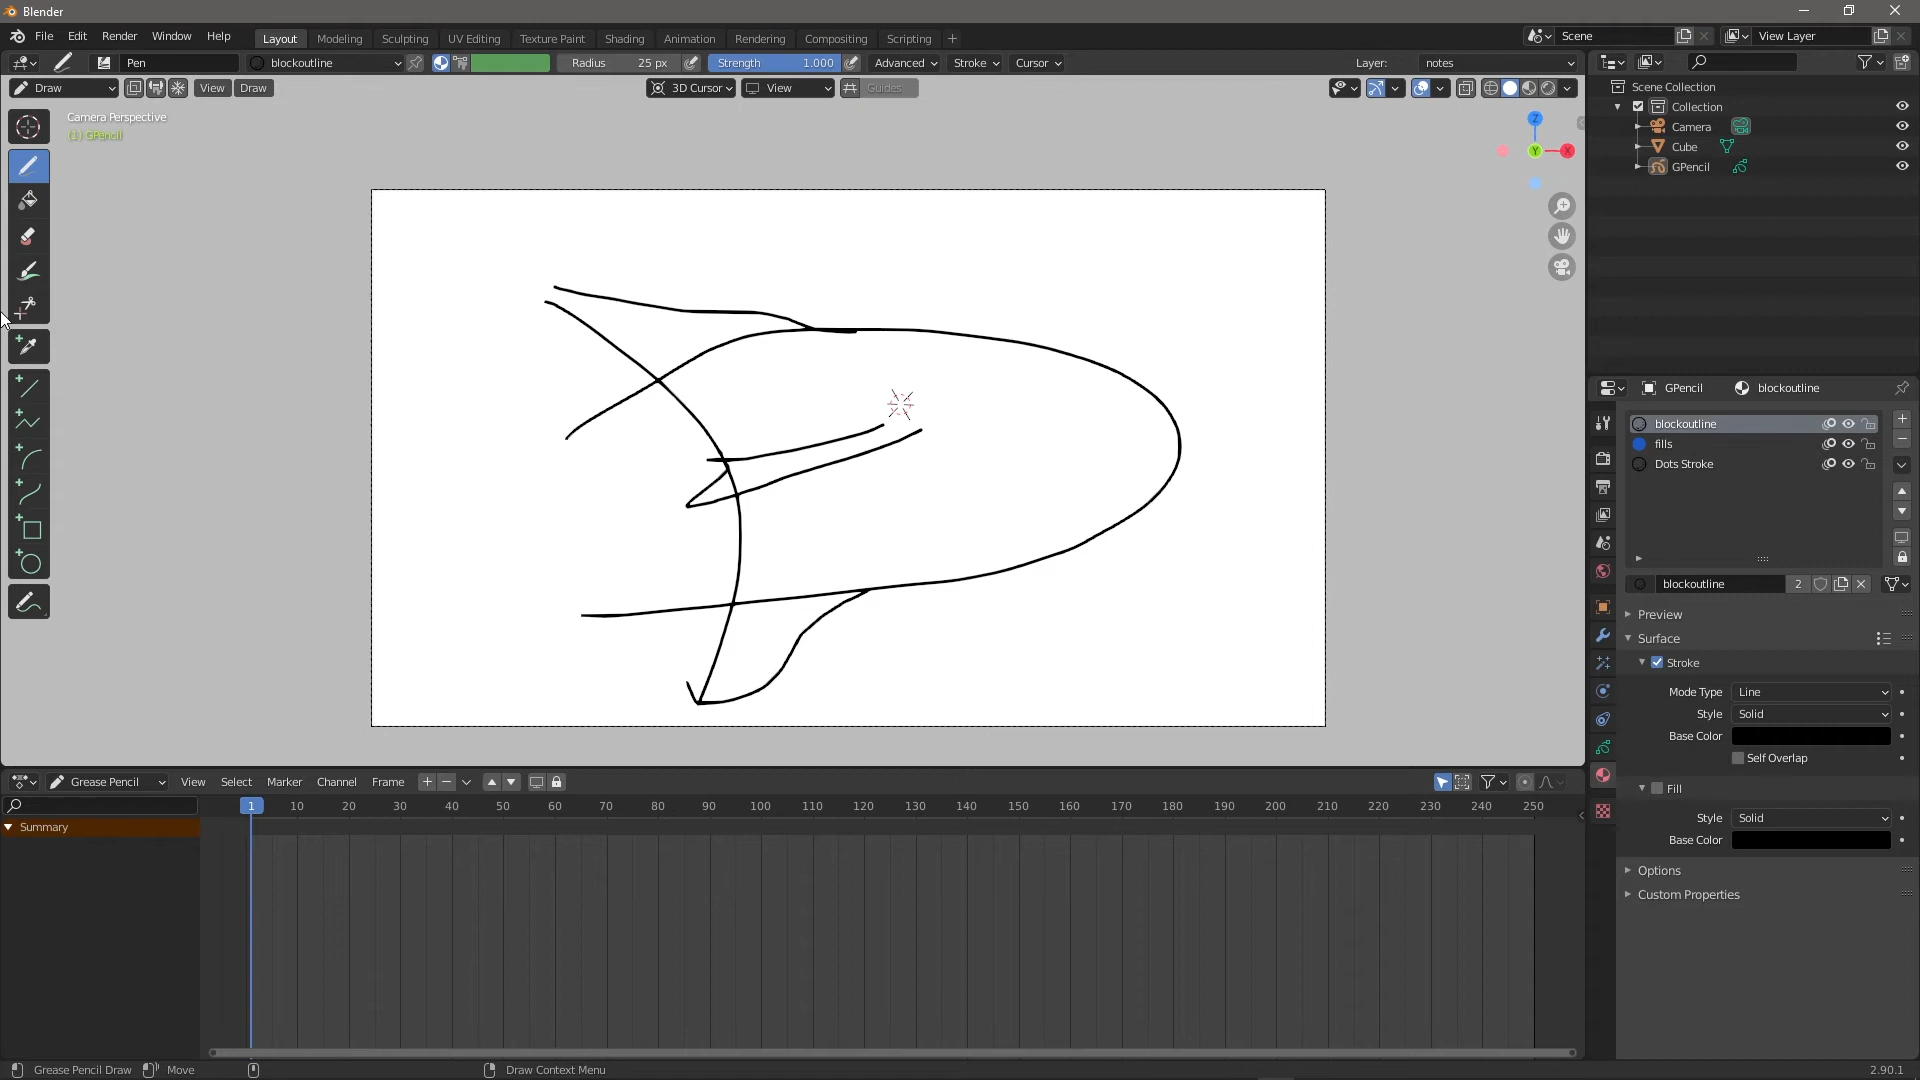 Blender
File Edit Render Window Help Layout Modeling Sculpting UV Editing Texture Paint Shading Animation Rendering Compositing Scripting Scene View Layer
Pen blockoutline Radius 25 px Strength 1.000 Advanced Stroke Cursor Layer: notes
Draw View Draw 3D Cursor View Guides
Camera Perspective
(1) GPencil
Z
Y
X
Scene Collection
Collection
Camera
Cube
GPencil
GPencil blockoutline
blockoutline
fills
Dots Stroke
blockoutline 2
Preview
Surface
Stroke
Mode Type Line
Style Solid
Base Color
Self Overlap
Fill
Style Solid
Base Color
Options
Custom Properties
Grease Pencil View Select Marker Channel Frame
1 10 20 30 40 50 60 70 80 90 100 110 120 130 140 150 160 170 180 190 200 210 220 230 240 250
Summary
Grease Pencil Draw Move Draw Context Menu 2.90.1